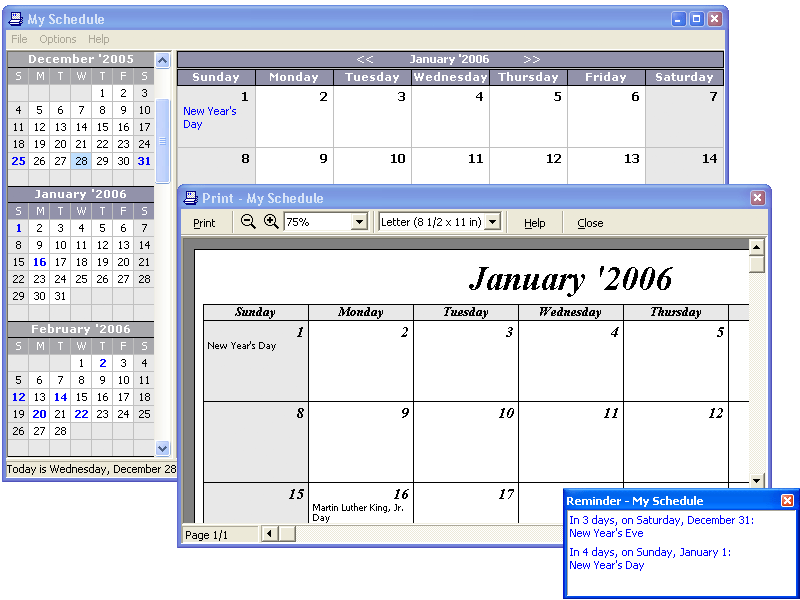 My Schedule
File Options Help
December '2005
S M T W T F S
1 2 3
4 5 6 7 8 9 10
11 12 13 14 15 16 17
18 19 20 21 22 23 24
25 26 27 28 29 30 31
January '2006
S M T W T F S
1 2 3 4 5 6 7
8 9 10 11 12 13 14
15 16 17 18 19 20 21
22 23 24 25 26 27 28
29 30 31
February '2006
S M T W T F S
1 2 3 4
5 6 7 8 9 10 11
12 13 14 15 16 17 18
19 20 21 22 23 24 25
26 27 28
Today is Wednesday, December 28
<< January '2006 >>
Sunday Monday Tuesday Wednesday Thursday Friday Saturday
1 2 3 4 5 6 7
New Year's
Day
8 9 10 11 12 13 14
Print - My Schedule
Print 75% Letter (8 1/2 x 11 in) Help Close
January '2006
Sunday Monday Tuesday Wednesday Thursday
1 2 3 4 5
New Year's Day
8 9 10 11 12
15 16 17
Martin Luther King, Jr.
Day
Page 1/1
Reminder - My Schedule
In 3 days, on Saturday, December 31:
New Year's Eve
In 4 days, on Sunday, January 1:
New Year's Day